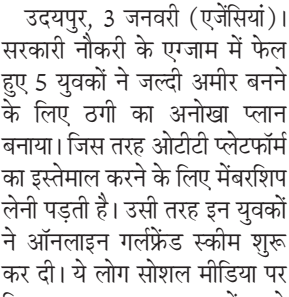 उदयपुर, 3 जनवरी (एजेंसियां)।
सरकारी नौकरी के एग्जाम में फेल
हुए 5 युवकों ने जल्दी अमीर बनने
के लिए ठगी का अनोखा प्लान
बनाया। जिस तरह ओटीटी प्लेटफॉर्म
का इस्तेमाल करने के लिए मेंबरशिप
लेनी पड़ती है। उसी तरह इन युवकों
ने ऑनलाइन गर्लफ्रेंड स्कीम शुरू
कर दी। ये लोग सोशल मीडिया पर